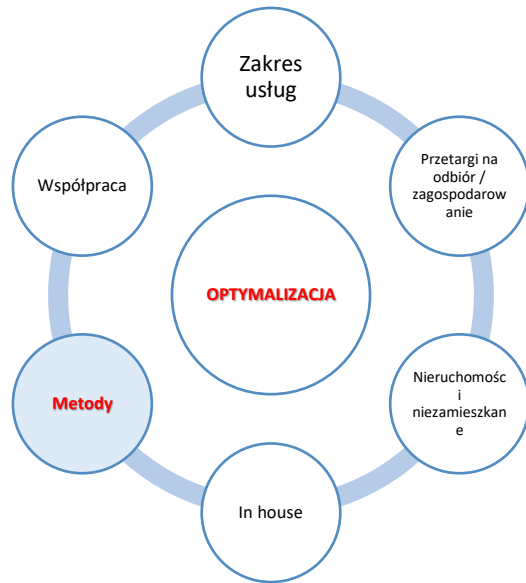 Zakres
usług
Przetargi na
odbiór /
zagospodarow
anie
Współpraca
OPTYMALIZACJA
Metody
Nieruchomośc
i
niezamieszkan
e
In house